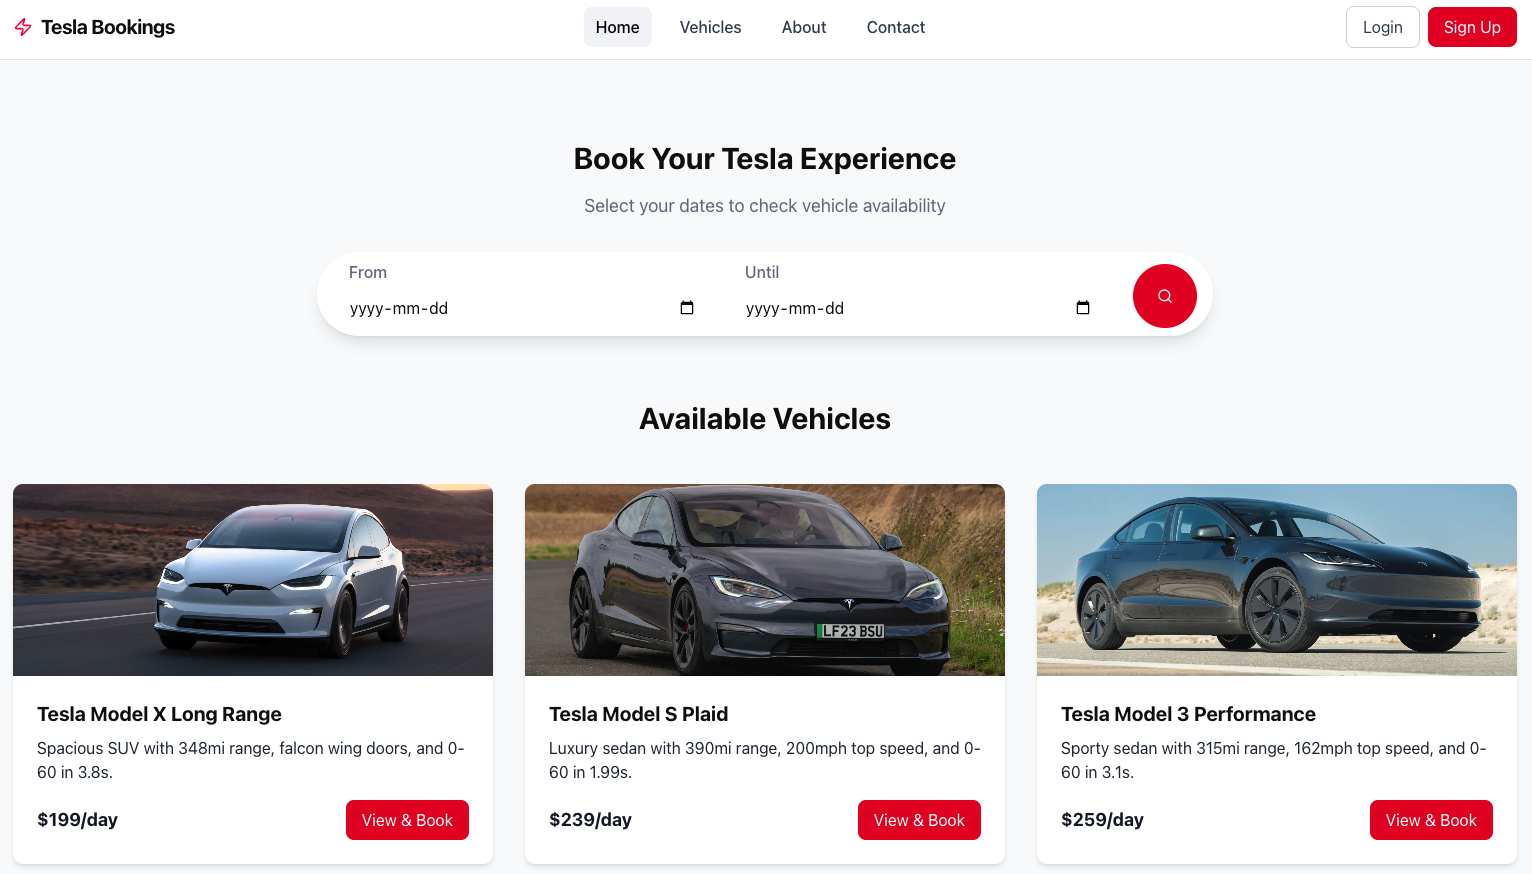 Tesla Bookings
Home
Vehicles
About
Contact
Login
Sign Up
Book Your Tesla Experience
Select your dates to check vehicle availability
From
yyyy-mm-dd
Until
yyyy-mm-dd
Available Vehicles
LF23 BSU
Tesla Model X Long Range
Spacious SUV with 348mi range, falcon wing doors, and 0-
60 in 3.8s.
$199/day
View & Book
Tesla Model S Plaid
Luxury sedan with 390mi range, 200mph top speed, and 0-
60 in 1.99s.
$239/day
View & Book
Tesla Model 3 Performance
Sporty sedan with 315mi range, 162mph top speed, and 0-
60 in 3.1s.
$259/day
View & Book